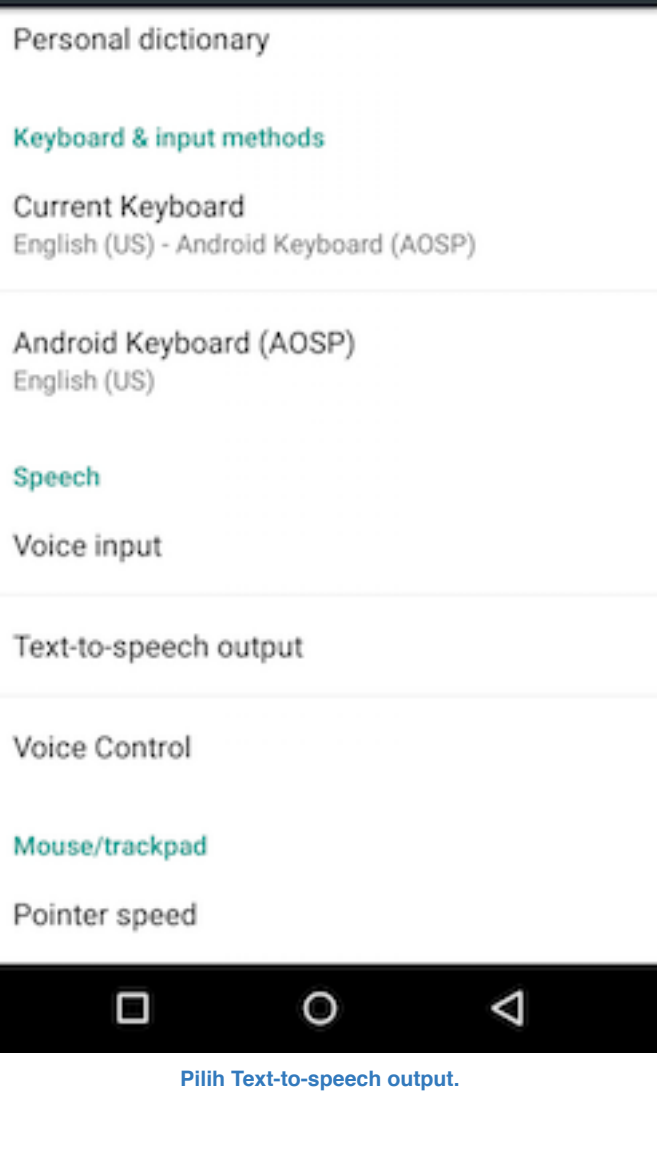 Personal dictionary
Keyboard & input methods
Current Keyboard
English (US) - Android Keyboard (AOSP)
Android Keyboard (AOSP)
English (US)
Speech
Voice input
Text-to-speech output
Voice Control
Mouse/trackpad
Pointer speed
Pilih Text-to-speech output.